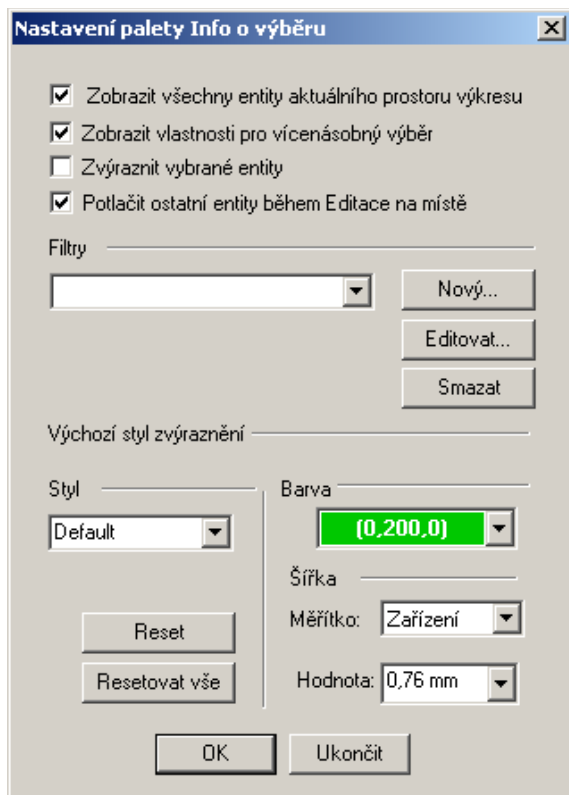 Nastavení palety Info o výběru
Zobrazit všechny entity aktuálního prostoru výkresu
Zobrazit vlastnosti pro vícenásobný výběr
Zvýraznit vybrané entity
Potlačit ostatní entity během Editace na místě
Filtry
Nový...
Editovat...
Smazat
Výchozí styl zvýraznění
Styl
Default
Reset
Resetovat vše
Barva
(0,200,0)
Šířka
Měřítko: Zařízení
Hodnota: 0,76 mm
OK Ukončit